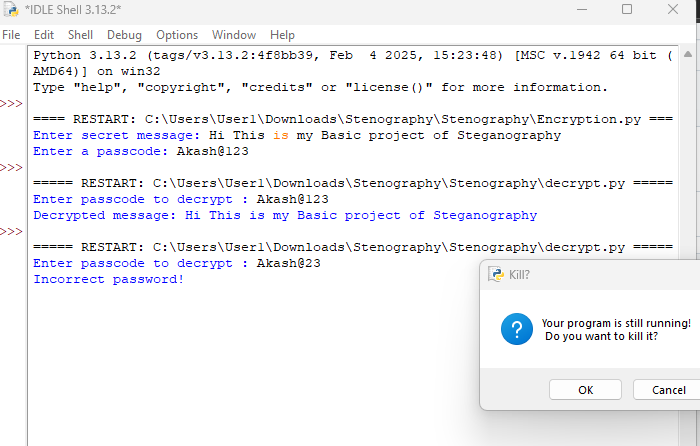 *IDLE Shell 3.13.2*
File Edit Shell Debug Options Window Help
Python 3.13.2 (tags/v3.13.2:4f8bb39, Feb  4 2025, 15:23:48) [MSC v.1942 64 bit (
AMD64)] on win32
Type "help", "copyright", "credits" or "license()" for more information.
>>>
==== RESTART: C:\Users\User1\Downloads\Stenography\Stenography\Encryption.py ===
Enter secret message: Hi This is my Basic project of Steganography
Enter a passcode: Akash@123
>>>
===== RESTART: C:\Users\User1\Downloads\Stenography\Stenography\decrypt.py =====
Enter passcode to decrypt : Akash@123
Decrypted message: Hi This is my Basic project of Steganography
>>>
===== RESTART: C:\Users\User1\Downloads\Stenography\Stenography\decrypt.py =====
Enter passcode to decrypt : Akash@23
Incorrect password!
Kill?
Your program is still running!
Do you want to kill it?
OK Cancel